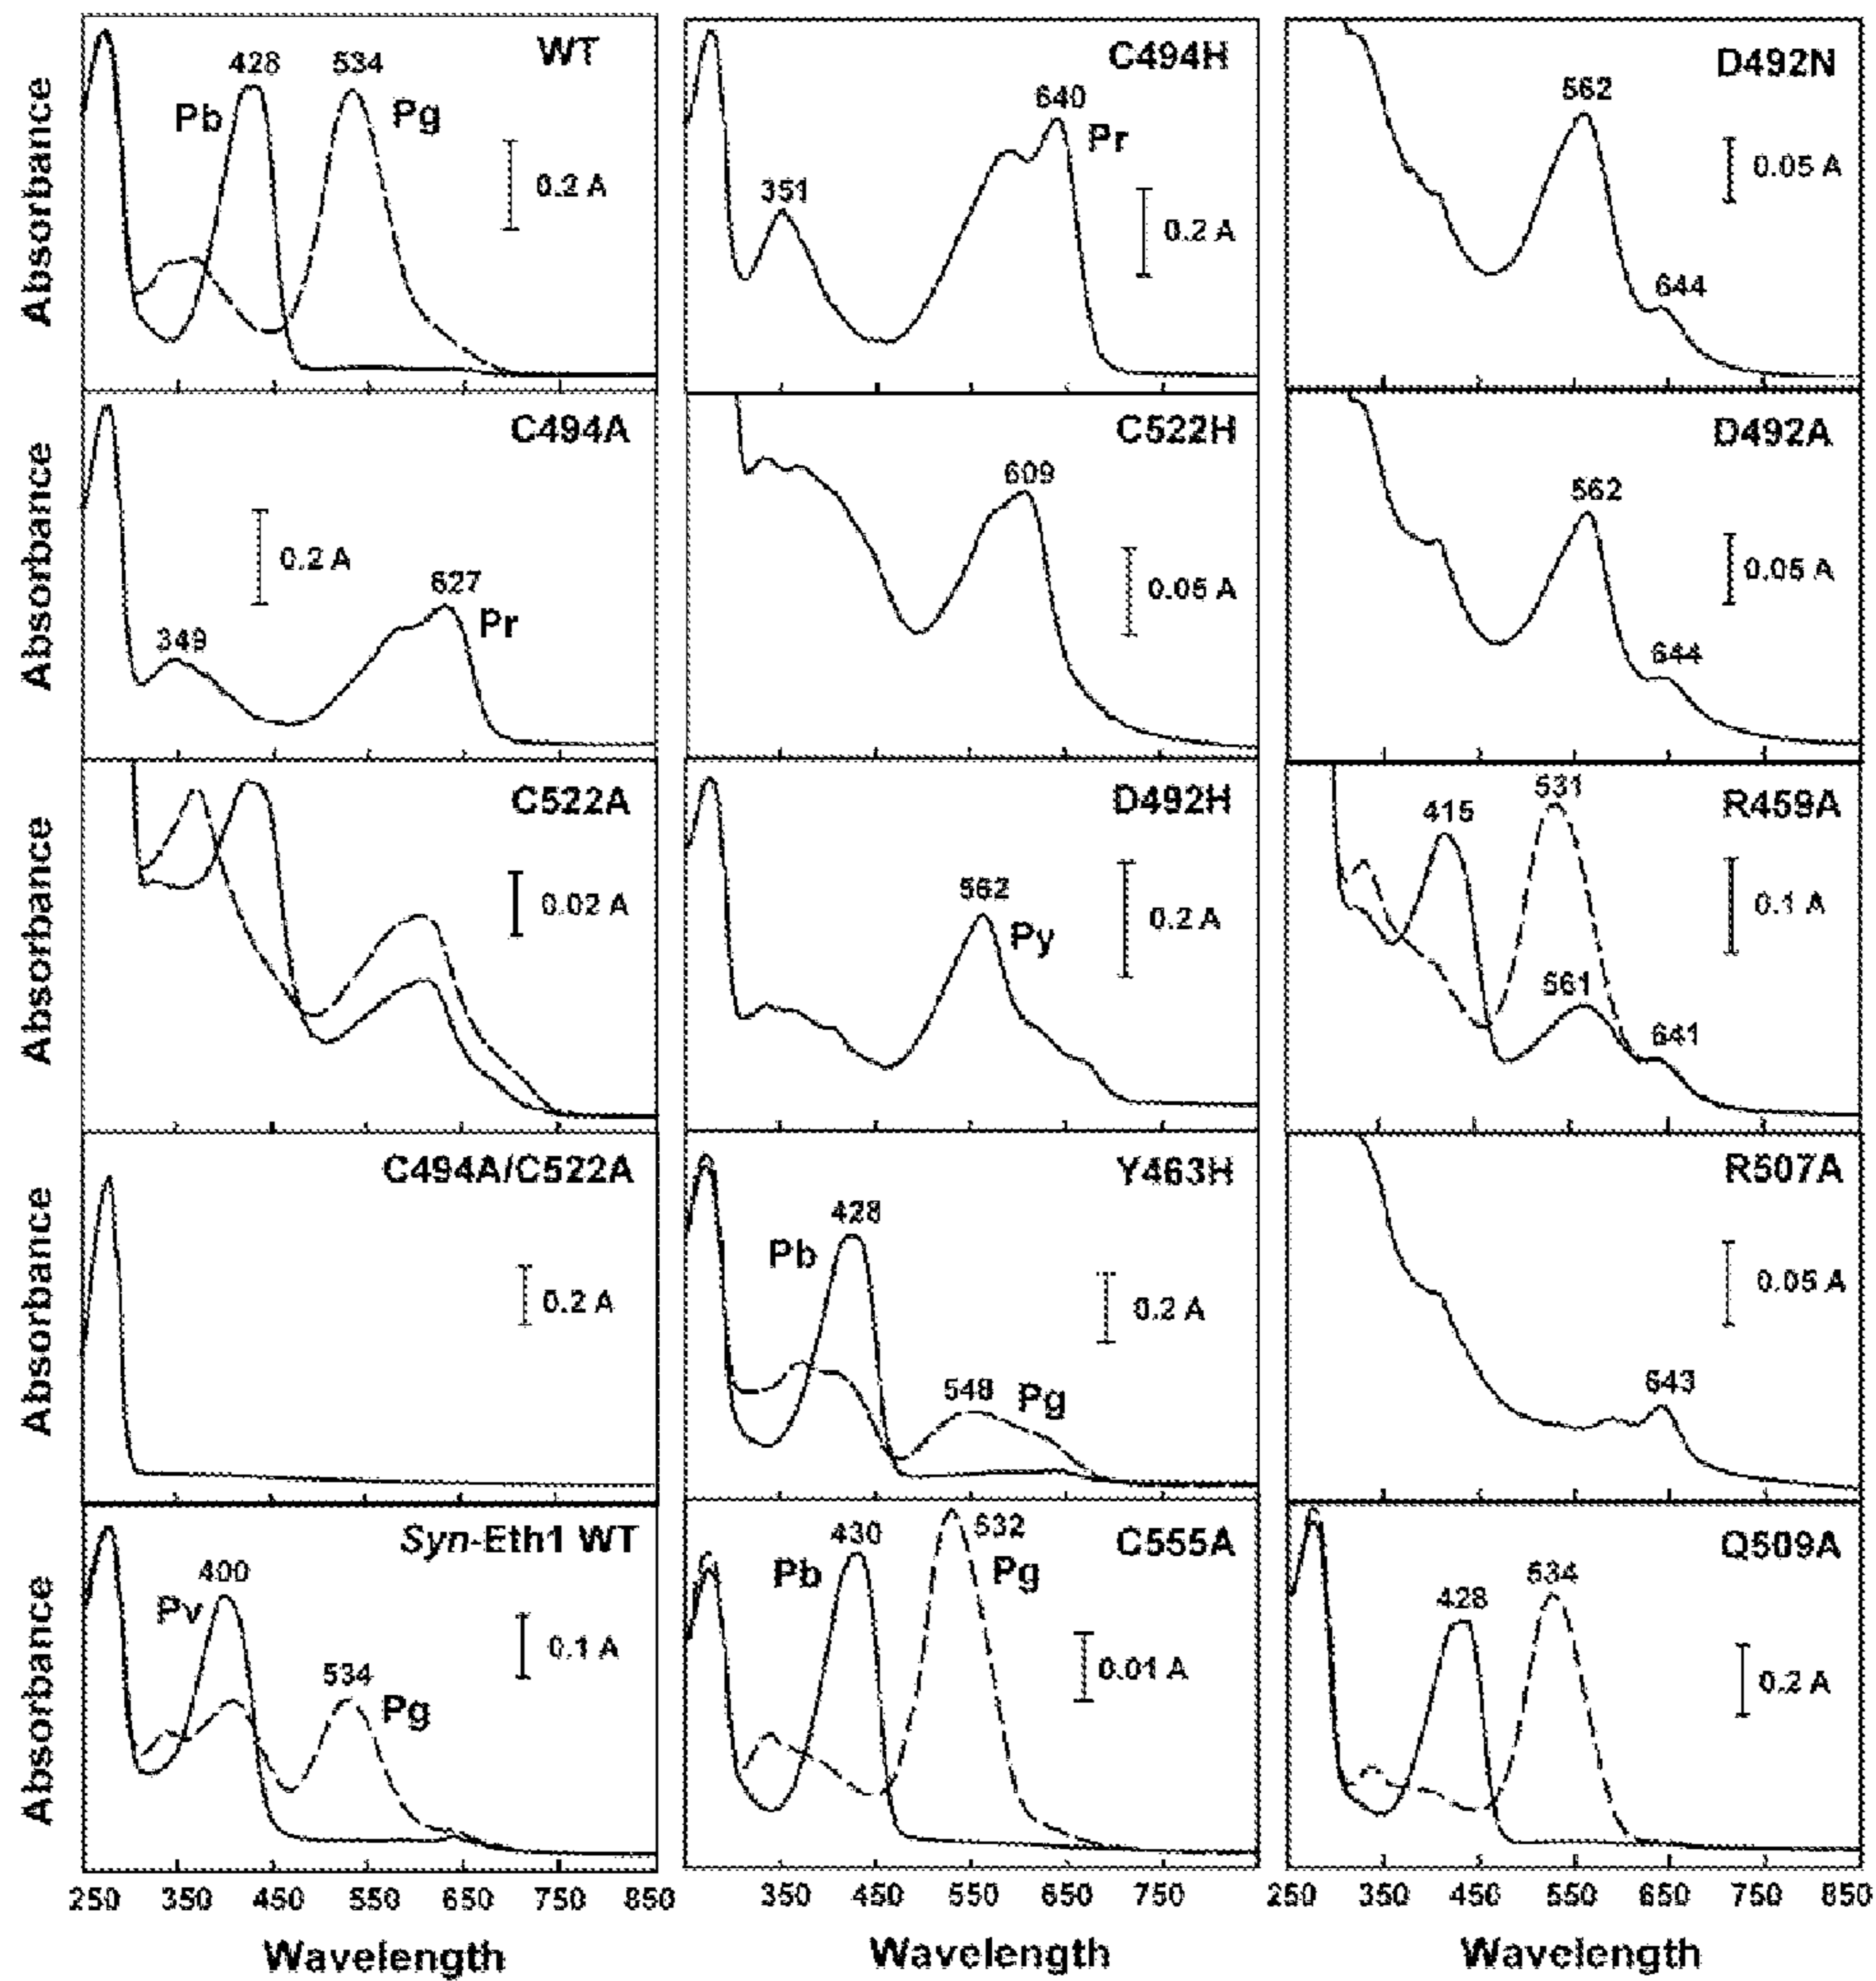 Absorbance
WT
428
534
Pb
Pg
0.2 A
C494H
640
Pr
351
0.2 A
D492N
562
0.05 A
644
Absorbance
C494A
0.2 A
627
349
Pr
C522H
609
0.05 A
D492A
562
0.05 A
644
Absorbance
C522A
0.02 A
D492H
562
Py
0.2 A
R459A
531
415
0.1 A
561
641
Absorbance
C494A/C522A
0.2 A
Y463H
428
Pb
0.2 A
548
Pg
R507A
0.05 A
643
Absorbance
Syn-Eth1 WT
400
Pv
0.1 A
534
Pg
C555A
430
532
Pb
Pg
0.01 A
Q509A
428
534
0.2 A
250 350 450 550 650 750 850
350 450 550 650 750
250 350 450 550 650 750 850
Wavelength
Wavelength
Wavelength